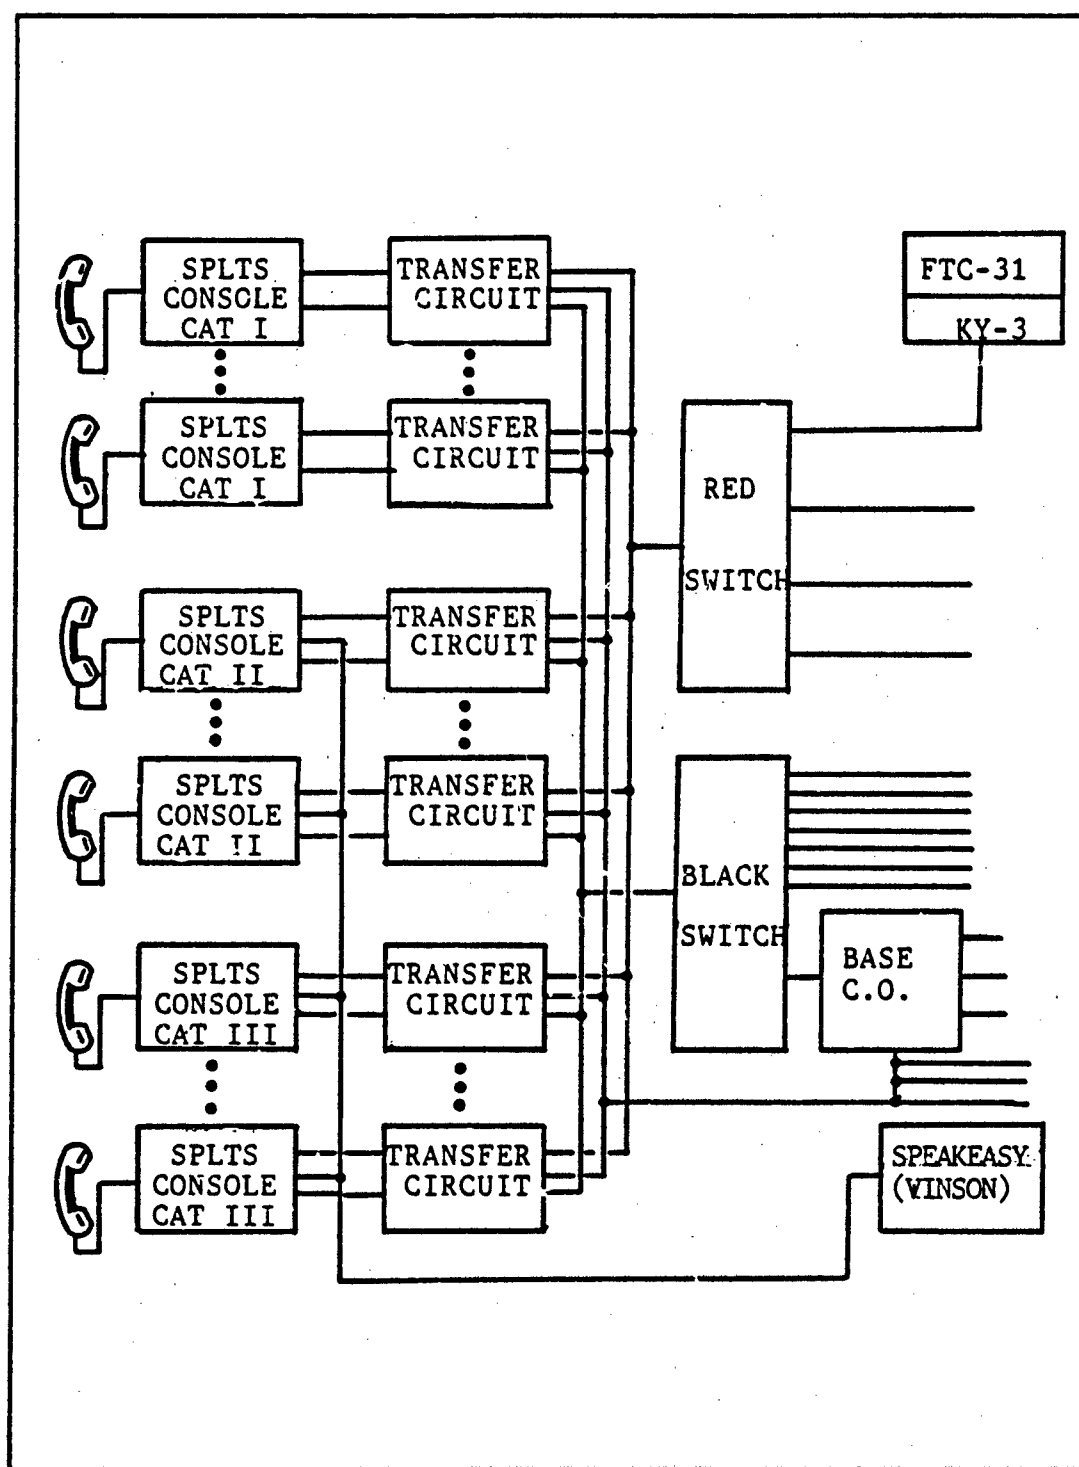 SPLTS
CONSOLE
CAT I
TRANSFER
CIRCUIT
FTC-31
KY-3
SPLTS
CONSOLE
CAT I
TRANSFER
CIRCUIT
RED
SWITCH
SPLTS
CONSOLE
CAT II
TRANSFER
CIRCUIT
SPLTS
CONSOLE
CAT II
TRANSFER
CIRCUIT
BLACK
SWITCH
BASE
C.O.
SPLTS
CONSOLE
CAT III
TRANSFER
CIRCUIT
SPLTS
CONSOLE
CAT III
TRANSFER
CIRCUIT
SPEAKEASY
(VINSON)